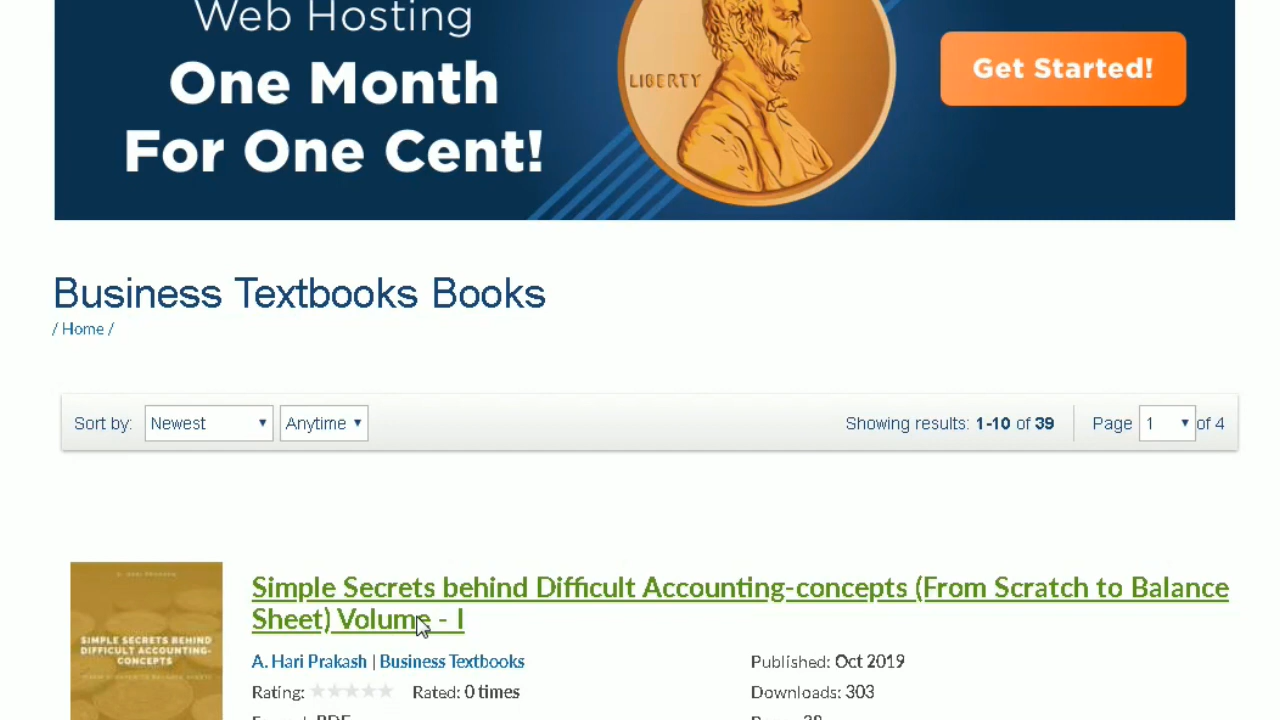 Web Hosting
One Month
For One Cent!
LIBERTY
Get Started!
Business Textbooks Books
/ Home /
Sort by: Newest Anytime Showing results: 1-10 of 39 Page 1 of 4
Simple Secrets behind Difficult Accounting-concepts (From Scratch to Balance
Sheet) Volume - I
SIMPLE SECRETS BEHIND
DIFFICULT ACCOUNTING-
CONCEPTS
A. Hari Prakash | Business Textbooks Published: Oct 2019
Rating: Rated: 0 times Downloads: 303